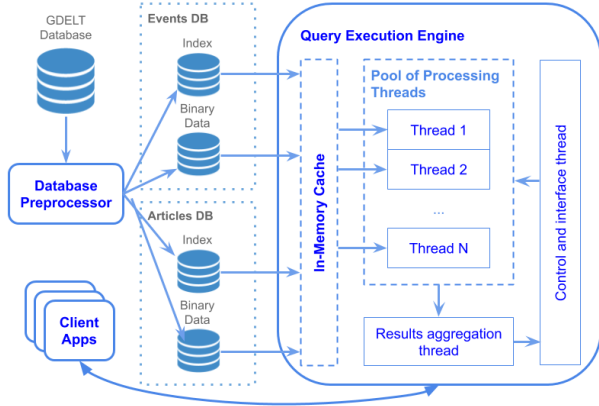 GDELT
Database
Database
Preprocessor
Client
Apps
Events DB
Index
Binary
Data
Articles DB
Index
Binary
Data
Query Execution Engine
In-Memory Cache
Pool of Processing
Threads
Thread 1
Thread 2
...
Thread N
Results aggregation
thread
Control and interface thread